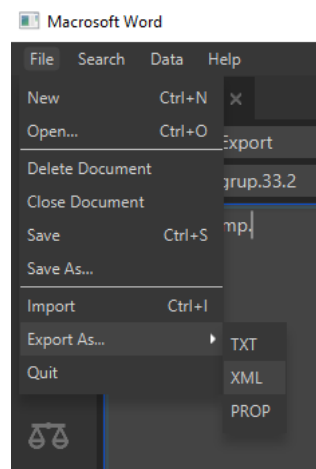 Macrosoft Word
File Search Data Help
New Ctrl+N
Open... Ctrl+O
Export
Delete Document
grup.33.2
Close Document
Save Ctrl+S
mp.
Save As...
Import Ctrl+I
Export As...
TXT
Quit
XML
PROP